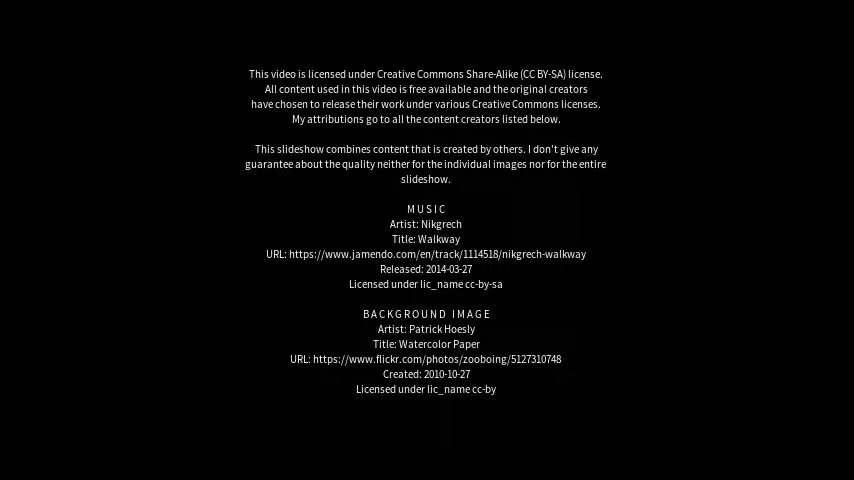 This video is licensed under Creative Commons Share-Alike (CC BY-SA) license.
All content used in this video is free available and the original creators
have chosen to release their work under various Creative Commons licenses.
My attributions go to all the content creators listed below.
This slideshow combines content that is created by others. I don't give any
guarantee about the quality neither for the individual images nor for the entire
slideshow.
MUSIC
Artist: Nikgrech
Title: Walkway
URL: https://www.jamendo.com/en/track/1114518/nikgrech-walkway
Released: 2014-03-27
Licensed under lic_name cc-by-sa
BACKGROUND IMAGE
Artist: Patrick Hoesly
Title: Watercolor Paper
URL: https://www.flickr.com/photos/zooboing/5127310748
Created: 2010-10-27
Licensed under lic_name cc-by